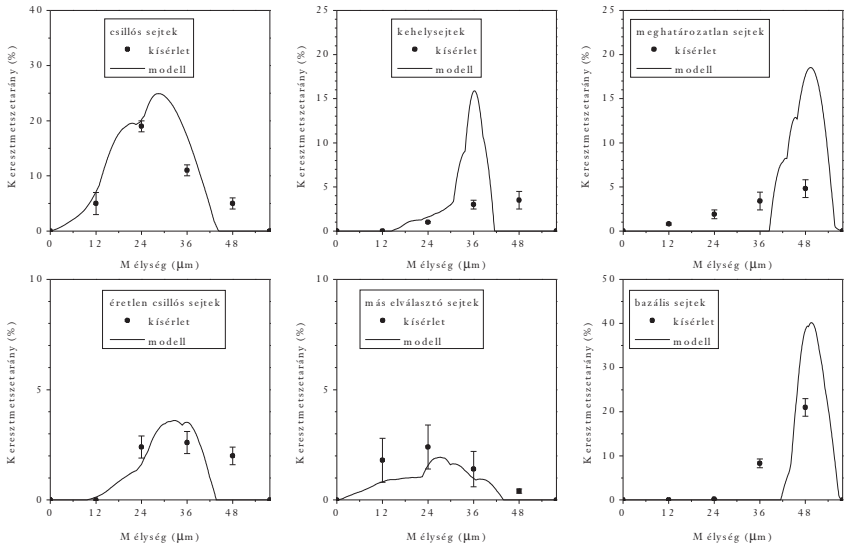 csillós sejtek
kísérlet
modell
40
30
20
10
0
0 12 24 36 48
Keresztmetszetarány (%)
Mélység (μm)
kehelysejtek
kísérlet
modell
25
20
15
10
5
0
0 12 24 36 48
Keresztmetszetarány (%)
Mélység (μm)
meghatározatlan sejtek
kísérlet
modell
25
20
15
10
5
0
0 12 24 36 48
Keresztmetszetarány (%)
Mélység (μm)
éretlen csillós sejtek
kísérlet
modell
10
5
0
0 12 24 36 48
Keresztmetszetarány (%)
Mélység (μm)
más elválasztó sejtek
kísérlet
modell
10
5
0
0 12 24 36 48
Keresztmetszetarány (%)
Mélység (μm)
bazális sejtek
kísérlet
modell
50
40
30
20
10
0
0 12 24 36 48
Keresztmetszetarány (%)
Mélység (μm)